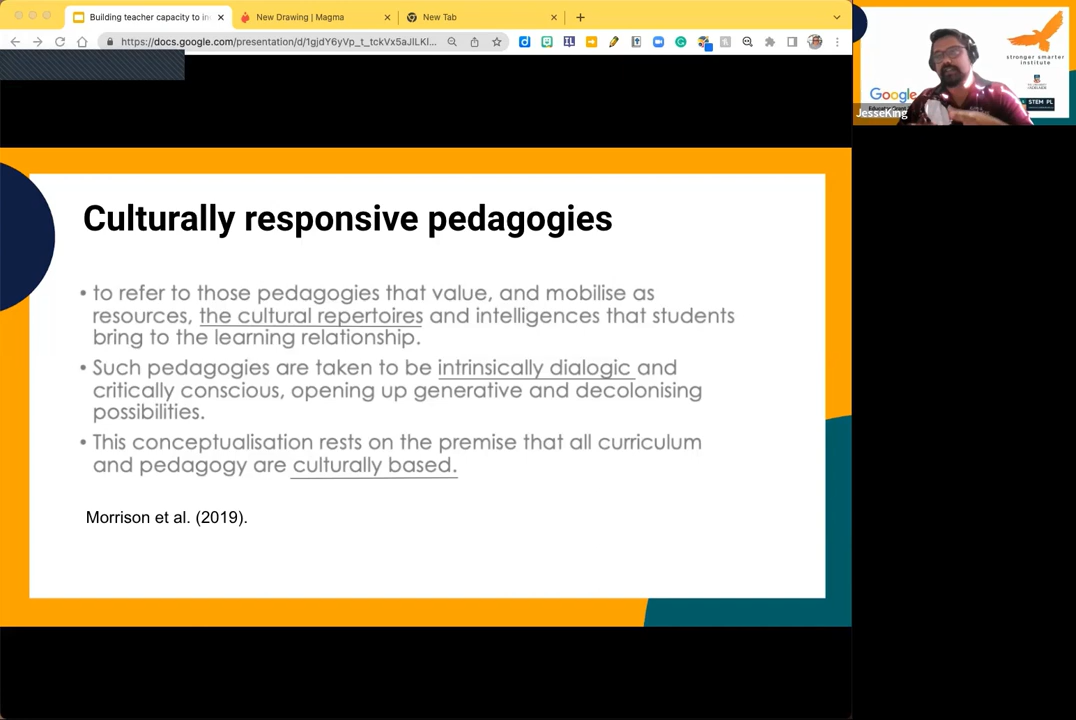 Building teacher capacity to in
New Drawing | Magma
New Tab
https://docs.google.com/presentation/d/1gjdY6yVp_t_tckVx5aJlLKl...
Culturally responsive pedagogies
• to refer to those pedagogies that value, and mobilise as
resources, the cultural repertoires and intelligences that students
bring to the learning relationship.
• Such pedagogies are taken to be intrinsically dialogic and
critically conscious, opening up generative and decolonising
possibilities.
• This conceptualisation rests on the premise that all curriculum
and pedagogy are culturally based.
Morrison et al. (2019).
stronger smarter
institute
Google
STEM PL
JesseKing